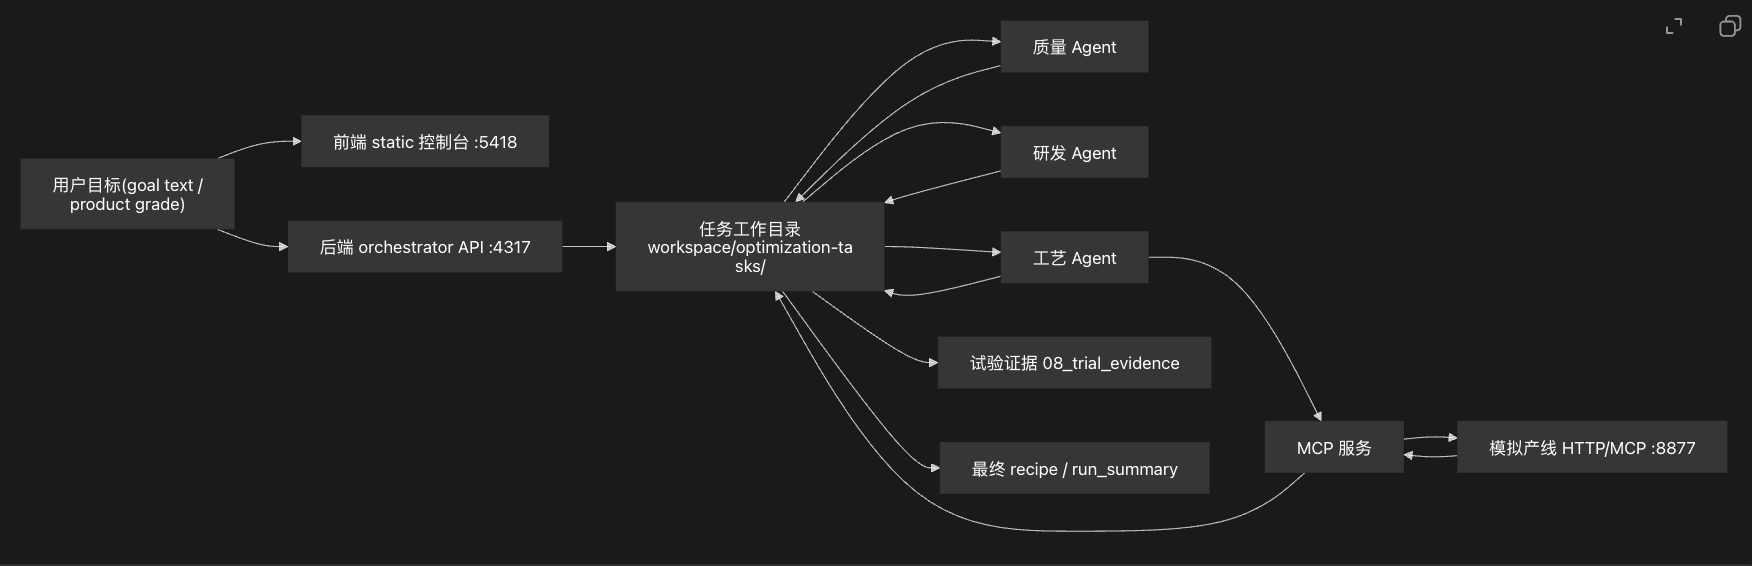 用户目标(goal text /
product grade)
前端 static 控制台 :5418
后端 orchestrator API :4317
任务工作目录
workspace/optimization-ta
sks/
质量 Agent
研发 Agent
工艺 Agent
试验证据 08_trial_evidence
最终 recipe / run_summary
MCP 服务
模拟产线 HTTP/MCP :8877